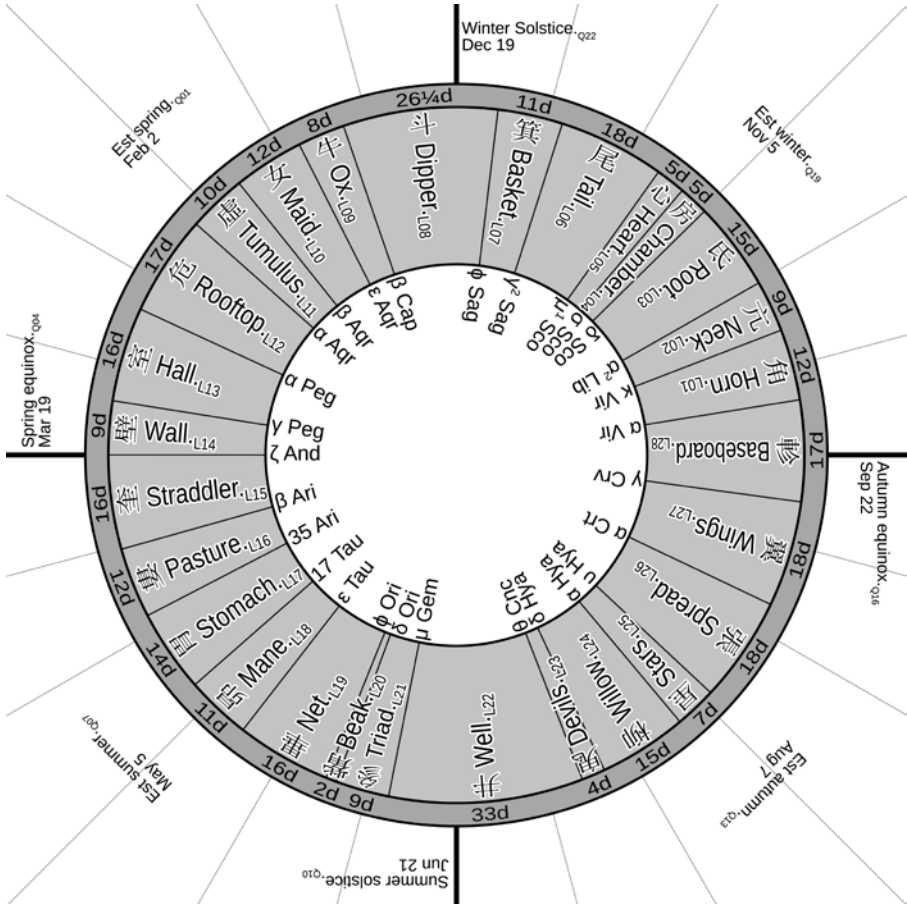 Winter Solstice.Q22
Dec 19
Est winter.Q19
Nov 5
Autumn equinox.Q16
Sep 22
Est autumn.Q13
Aug 7
Summer solstice.Q10
Jun 21
Est summer.Q07
May 5
Spring equinox.Q04
Mar 19
Est spring.Q01
Feb 2
12d
角 Horn.L01
α Vir
9d
亢 Neck.L02
κ Vir
15d
氐 Root.L03
α² Lib
5d
房 Chamber.L04
Sco
5d
心 Heart.L05
Sco
18d
尾 Tail.L06
μ¹ Sco
11d
箕 Basket.L07
γ² Sag
26¼d
斗 Dipper.L08
ϕ Sag
8d
牛 Ox.L09
β Cap
12d
女 Maid.L10
ε Aqr
10d
虛 Tumulus.L11
β Aqr
17d
危 Rooftop.L12
α Aqr
16d
室 Hall.L13
α Peg
9d
壁 Wall.L14
γ Peg
16d
奎 Straddler.L15
ζ And
12d
婁 Pasture.L16
β Ari
14d
胃 Stomach.L17
35 Ari
11d
昴 Mane.L18
17 Tau
16d
畢 Net.L19
ε Tau
2d
觜 Beak.L20
ϕ Ori
9d
參 Triad.L21
δ Ori
33d
井 Well.L22
μ Gem
4d
鬼 Devils.L23
θ Cnc
15d
柳 Willow.L24
δ Hya
7d
星 Stars.L25
α Hya
18d
張 Spread.L26
υ Hya
18d
翼 Wings.L27
α Crt
17d
軫 Baseboard.L28
γ Crv